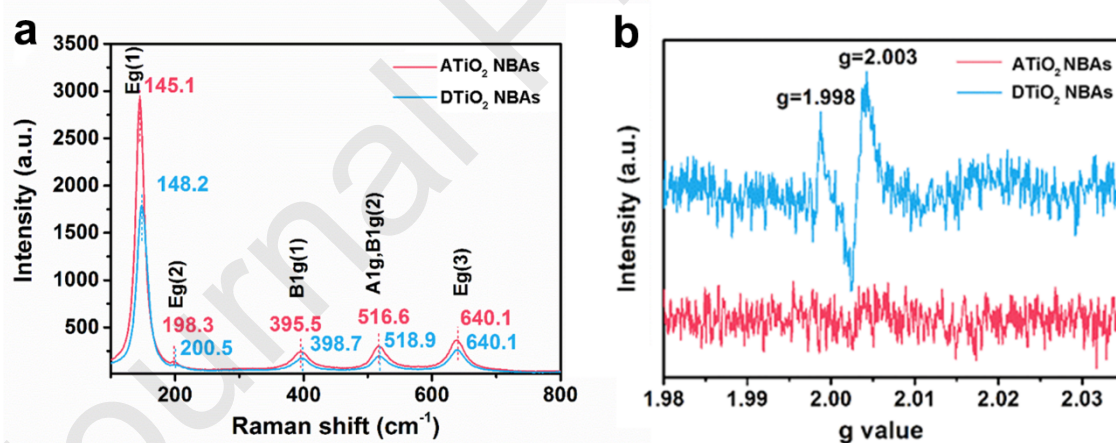 a
3500
3000
2500
2000
1500
1000
500
Intensity (a.u.)
200
400
600
800
Raman shift (cm⁻¹)
ATiO₂ NBAs
DTiO₂ NBAs
Eg(1)
145.1
148.2
Eg(2)
198.3
200.5
B1g(1)
395.5
398.7
A1g,B1g(2)
516.6
518.9
Eg(3)
640.1
640.1
b
Intensity (a.u.)
g=1.998
g=2.003
ATiO₂ NBAs
DTiO₂ NBAs
1.98
1.99
2.00
2.01
2.02
2.03
g value